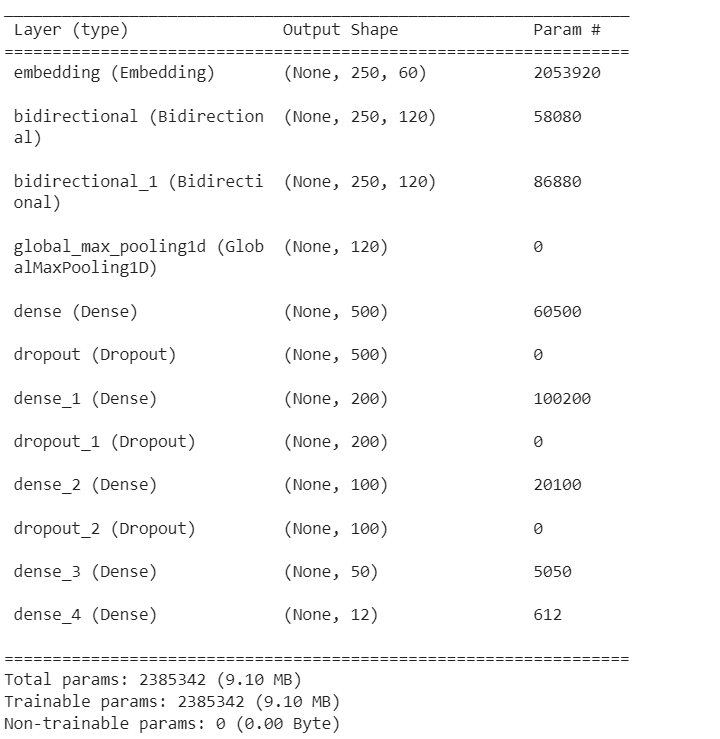 Layer (type) Output Shape Param #
=================================================================
embedding (Embedding) (None, 250, 60) 2053920
bidirectional (Bidirection (None, 250, 120) 58080
al)
bidirectional_1 (Bidirecti (None, 250, 120) 86880
onal)
global_max_pooling1d (Glob (None, 120) 0
alMaxPooling1D)
dense (Dense) (None, 500) 60500
dropout (Dropout) (None, 500) 0
dense_1 (Dense) (None, 200) 100200
dropout_1 (Dropout) (None, 200) 0
dense_2 (Dense) (None, 100) 20100
dropout_2 (Dropout) (None, 100) 0
dense_3 (Dense) (None, 50) 5050
dense_4 (Dense) (None, 12) 612
=================================================================
Total params: 2385342 (9.10 MB)
Trainable params: 2385342 (9.10 MB)
Non-trainable params: 0 (0.00 Byte)